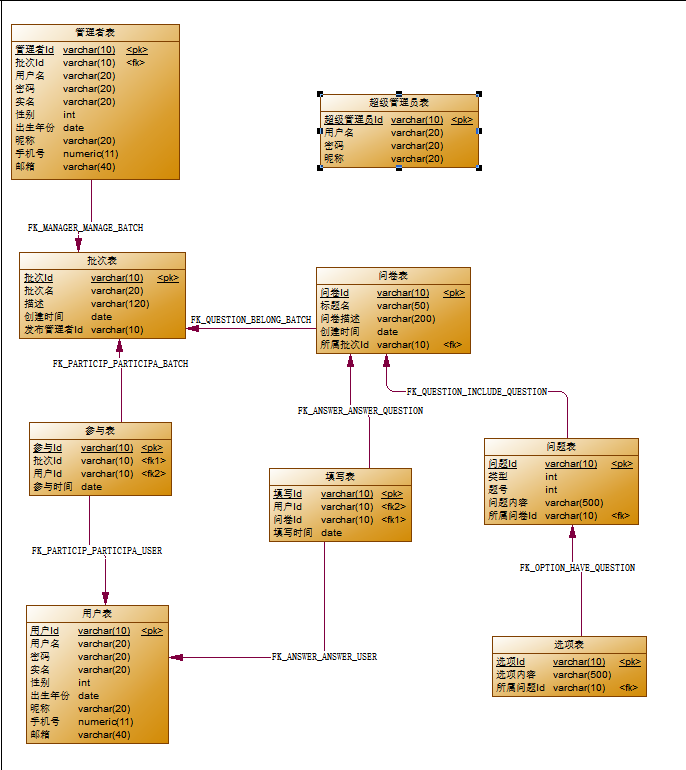 管理者表
管理者Id varchar(10) <pk>
批次Id varchar(10) <fk>
用户名 varchar(20)
密码 varchar(20)
实名 varchar(20)
性别 int
出生年份 date
昵称 varchar(20)
手机号 numeric(11)
邮箱 varchar(40)
超级管理员表
超级管理员Id varchar(10) <pk>
用户名 varchar(20)
密码 varchar(20)
昵称 varchar(20)
FK_MANAGER_MANAGE_BATCH
批次表
批次Id varchar(10) <pk>
批次名 varchar(20)
描述 varchar(120)
创建时间 date
发布管理者Id varchar(10)
FK_QUESTION_BELONG_BATCH
问卷表
问卷Id varchar(10) <pk>
标题名 varchar(50)
问卷描述 varchar(200)
创建时间 date
所属批次Id varchar(10) <fk>
FK_PARTICIP_PARTICIPA_BATCH
FK_QUESTION_INCLUDE_QUESTION
FK_ANSWER_ANSWER_QUESTION
参与表
参与Id varchar(10) <pk>
批次Id varchar(10) <fk1>
用户Id varchar(10) <fk2>
参与时间 date
填写表
填写Id varchar(10) <pk>
用户Id varchar(10) <fk2>
问卷Id varchar(10) <fk1>
填写时间 date
问题表
问题Id varchar(10) <pk>
类型 int
题号 int
问题内容 varchar(500)
所属问卷Id varchar(10) <fk>
FK_PARTICIP_PARTICIPA_USER
FK_OPTION_HAVE_QUESTION
用户表
用户Id varchar(10) <pk>
用户名 varchar(20)
密码 varchar(20)
实名 varchar(20)
性别 int
出生年份 date
昵称 varchar(20)
手机号 numeric(11)
邮箱 varchar(40)
FK_ANSWER_ANSWER_USER
选项表
选项Id varchar(10) <pk>
选项内容 varchar(500)
所属问题Id varchar(10) <fk>